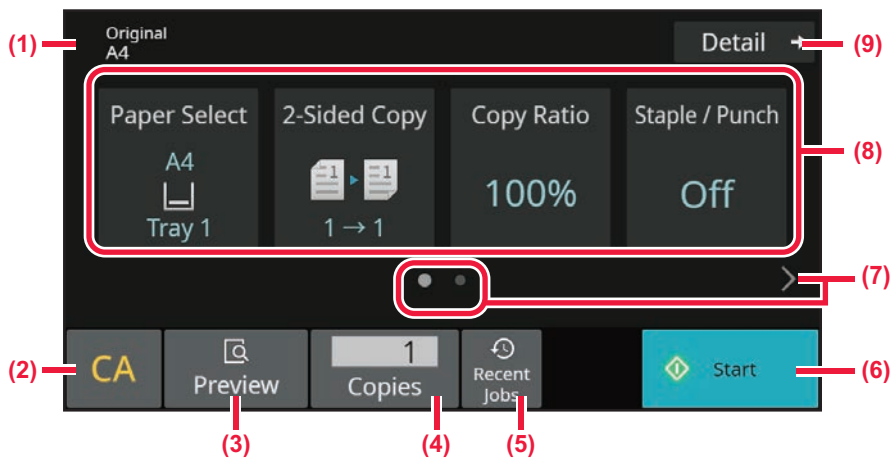 Original
A4
Detail
(1)
(9)
Paper Select
2-Sided Copy
Copy Ratio
Staple / Punch
A4
Tray 1
1
1
1 → 1
100%
Off
(8)
(7)
(2)
CA
Preview
1
Copies
Recent
Jobs
Start
(6)
(3)
(4)
(5)